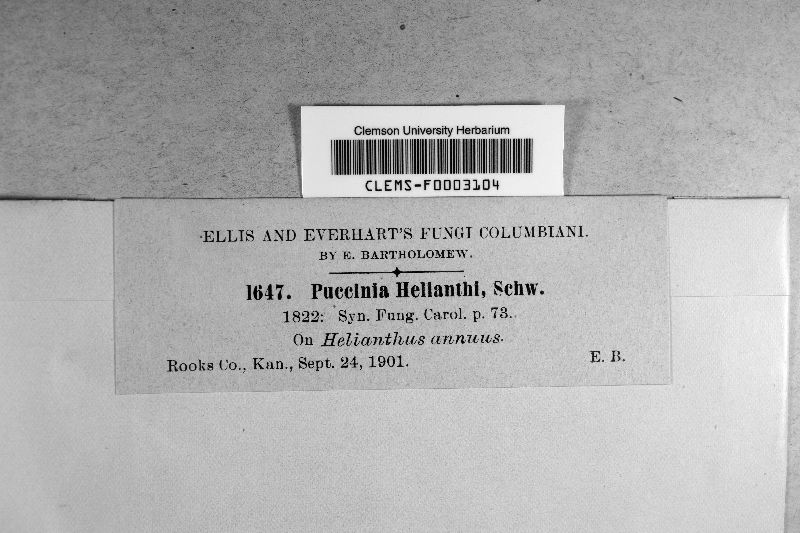 Clemson University Herbarium
CLEMS-F0003104
ELLIS AND EVERHART'S FUNGI COLUMBIANI.
BY E. BARTHOLOMEW.
1647. Puccinia Helianthi, Schw.
1822: Syn. Fung. Carol. p. 73.
On Helianthus annuus.
Rooks Co., Kan., Sept. 24, 1901. E. B.